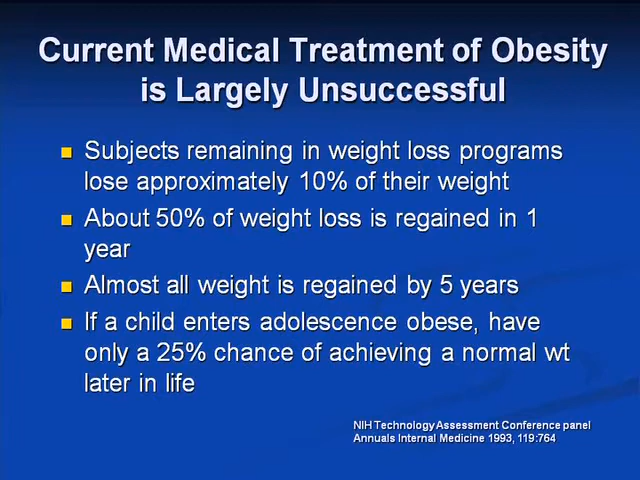 Current Medical Treatment of Obesity
is Largely Unsuccessful
Subjects remaining in weight loss programs
lose approximately 10% of their weight
About 50% of weight loss is regained in 1
year
Almost all weight is regained by 5 years
If a child enters adolescence obese, have
only a 25% chance of achieving a normal wt
later in life
NIH Technology Assessment Conference panel
Annuals Internal Medicine 1993, 119:764